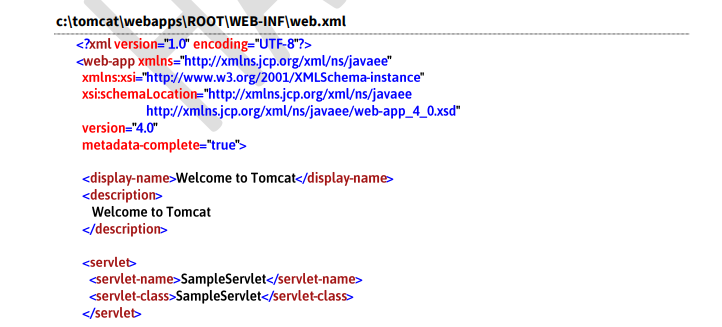 c:\tomcat\webapps\ROOT\WEB-INF\web.xml
<?xml version="1.0" encoding="UTF-8"?>
<web-app xmlns="http://xmlns.jcp.org/xml/ns/javaee"
xmlns:xsi="http://www.w3.org/2001/XMLSchema-instance"
xsi:schemaLocation="http://xmlns.jcp.org/xml/ns/javaee
http://xmlns.jcp.org/xml/ns/javaee/web-app_4_0.xsd"
version="4.0"
metadata-complete="true">
<display-name>Welcome to Tomcat</display-name>
<description>
Welcome to Tomcat
</description>
<servlet>
<servlet-name>SampleServlet</servlet-name>
<servlet-class>SampleServlet</servlet-class>
</servlet>